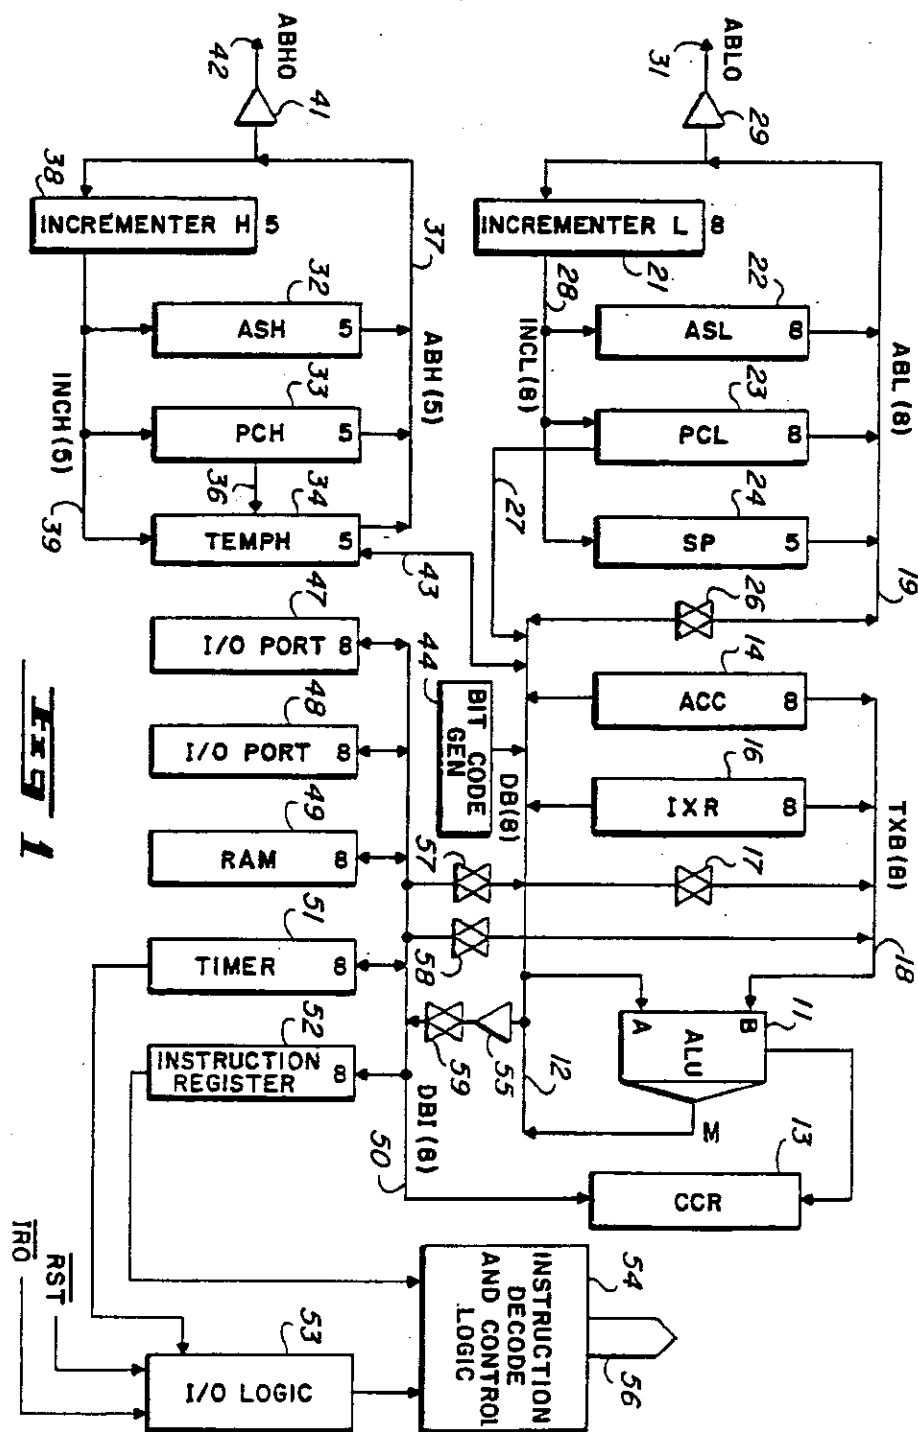 ABHO
42
41
38
INCREMENTER H 5
37
32
ASH 5
ABH (5)
33
PCH 5
INCH (5)
36
34
TEMPH 5
39
43
47
I/O PORT 8
48
I/O PORT 8
49
RAM 8
51
TIMER 8
52
INSTRUCTION
REGISTER 8
DBI (8)
50
IRQ
RST
53
I/O LOGIC
54
INSTRUCTION
DECODE
AND CONTROL
LOGIC
56
ABLO
31
29
INCREMENTER L 8
21
28
22
ASL 8
INCL (8)
ABL (8)
23
PCL 8
27
24
SP 5
19
26
44
BIT CODE
GEN
DB (8)
14
ACC 8
16
IXR 8
TXB (8)
57
17
58
18
55
59
12
11
A
B
ALU
M
13
CCR
Fig 1